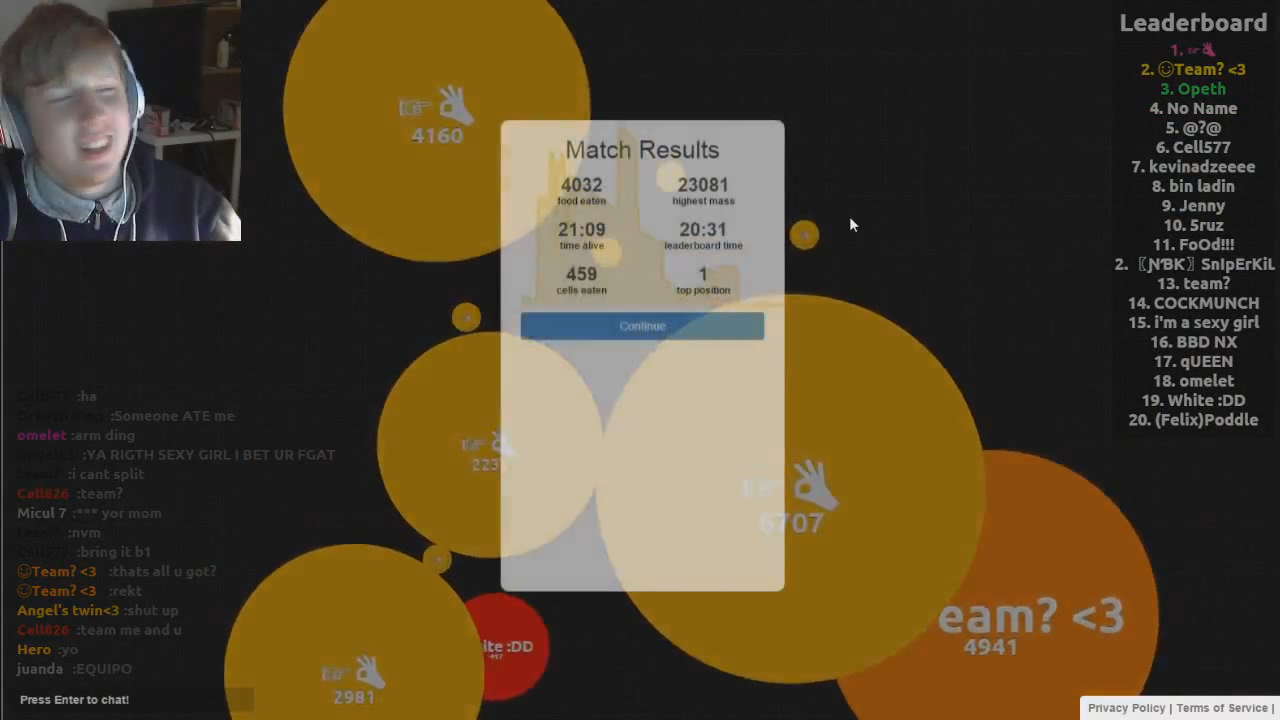 Leaderboard
1. ☞👌
2. ☺Team? <3
3. Opeth
4. No Name
5. @?@
6. Cell577
7. kevinadzeeee
8. bin ladin
9. Jenny
10. 5ruz
11. FoOd!!!
2.〖ƝƁK〗SnIpErKiL
13. team?
14. COCKMUNCH
15. i'm a sexy girl
16. BBD NX
17. qUEEN
18. omelet
19. White :DD
20. (Felix)Poddle
☞👌
4160
Match Results
4032 23081
food eaten highest mass
21:09 20:31
time alive leaderboard time
459 1
cells eaten top position
Continue
☞👌
223
☞👌
6707
eam? <3
4941
ite :DD
☞👌
2981
Cell577 :ha
:Someone ATE me
omelet :arm ding
:YA RIGTH SEXY GIRL I BET UR FGAT
:i cant split
Cell826 :team?
Micul 7 :*** yor mom
:nvm
Cell577 :bring it b1
☺Team? <3 :thats all u got?
☺Team? <3 :rekt
Angel's twin<3 :shut up
Cell826 :team me and u
Hero :yo
juanda :EQUIPO
Press Enter to chat!
Privacy Policy | Terms of Service |